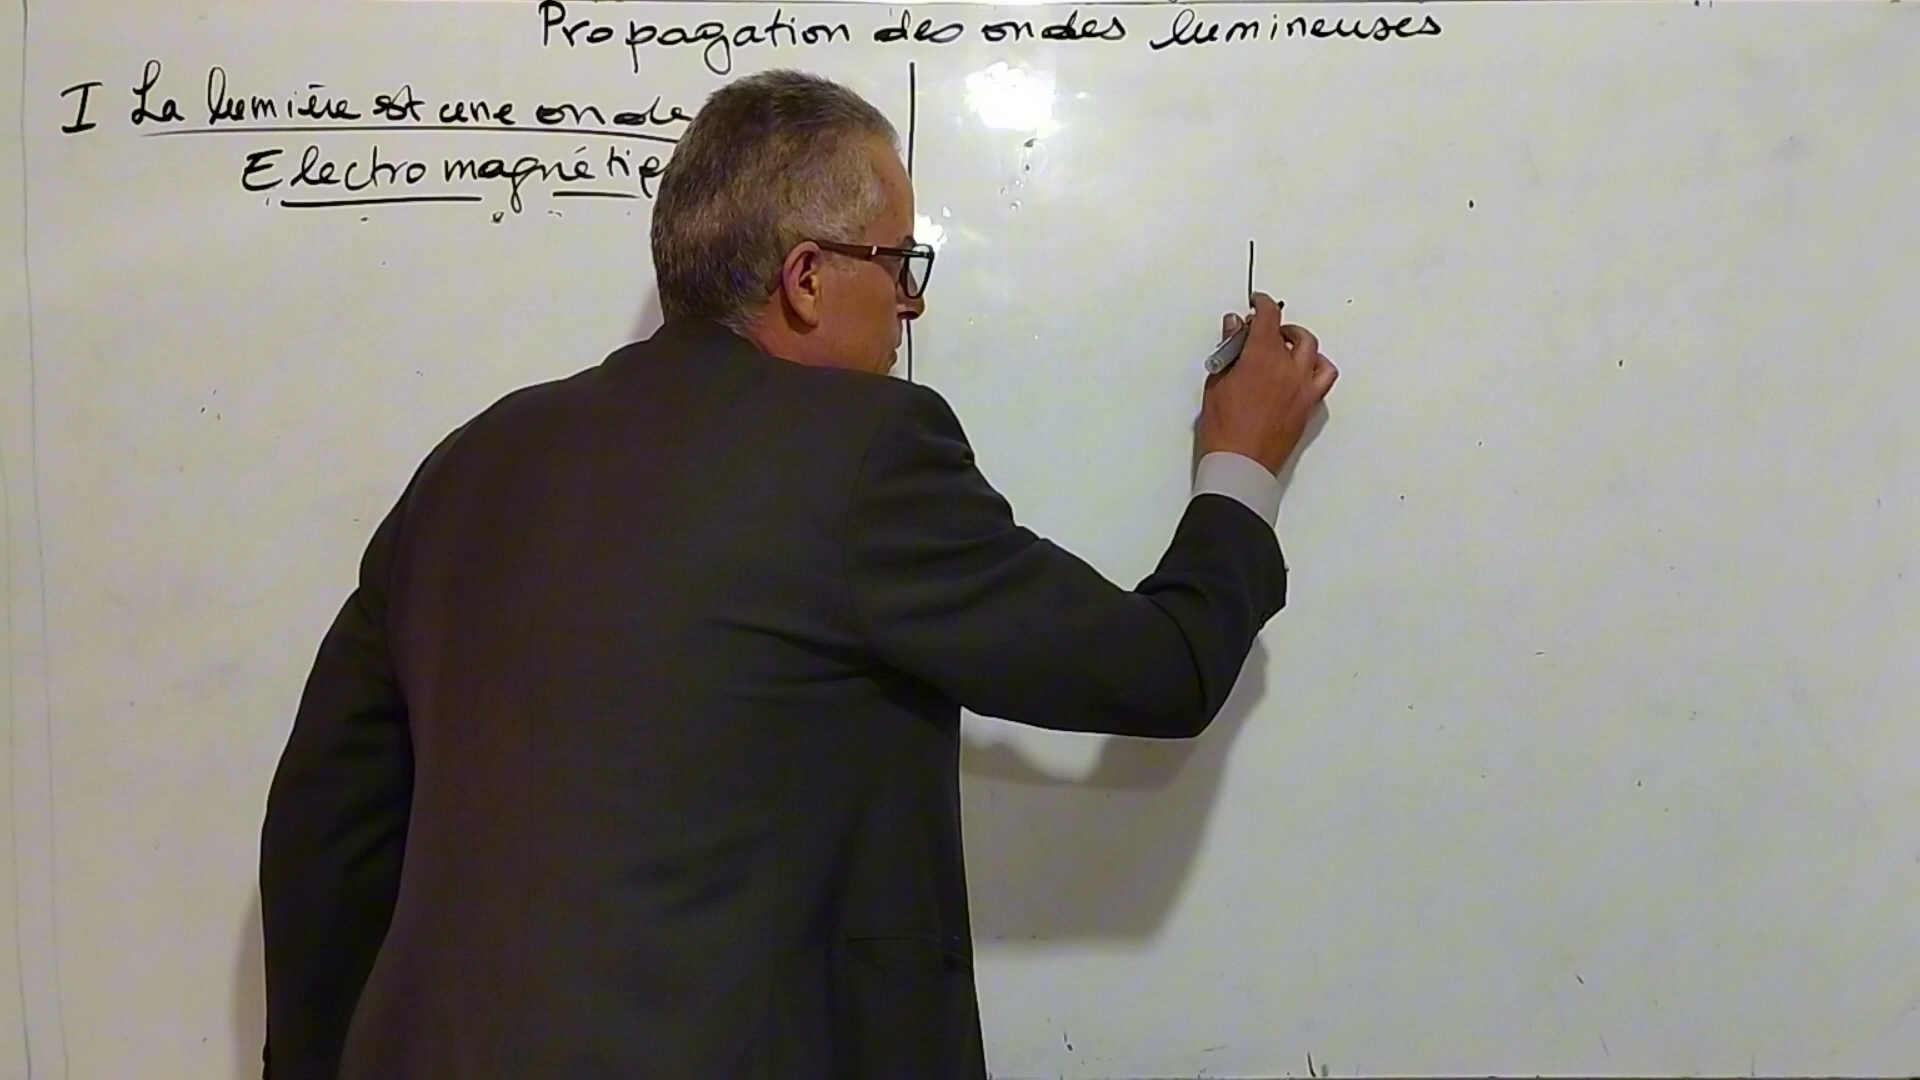 Propagation des ondes lumineuses
I La lumière est une onde
Electromagnétiq